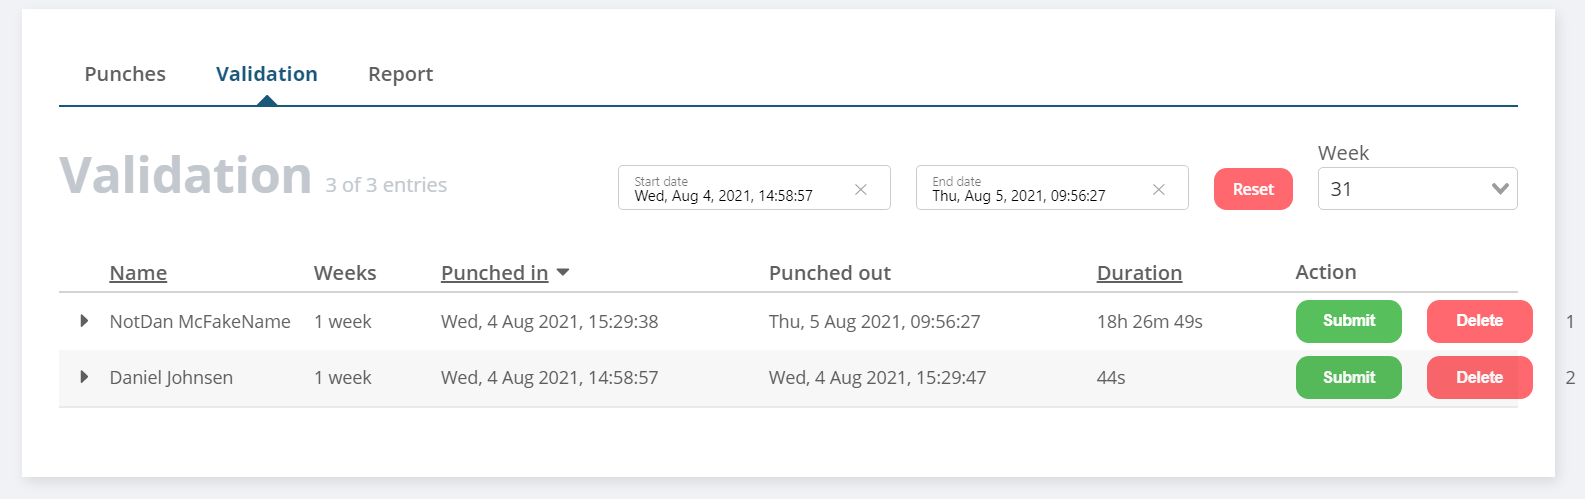 Punches Validation Report
Validation 3 of 3 entries
Start date
Wed, Aug 4, 2021, 14:58:57
End date
Thu, Aug 5, 2021, 09:56:27
Reset
Week
31
Name Weeks Punched in Punched out Duration Action
NotDan McFakeName 1 week Wed, 4 Aug 2021, 15:29:38 Thu, 5 Aug 2021, 09:56:27 18h 26m 49s Submit Delete 1
Daniel Johnsen 1 week Wed, 4 Aug 2021, 14:58:57 Wed, 4 Aug 2021, 15:29:47 44s Submit Delete 2